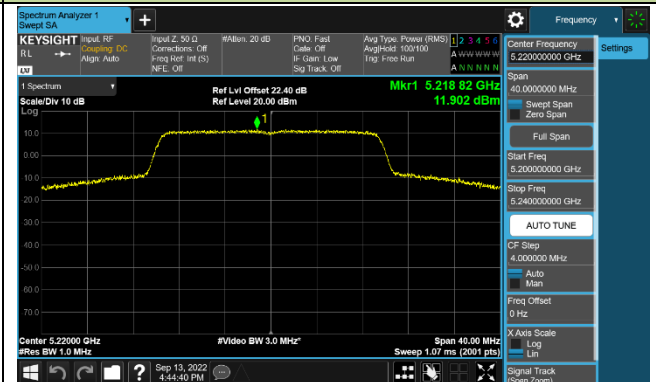 Spectrum Analyzer 1
Swept SA
Frequency
KEYSIGHT
RL
Input: RF
Coupling: DC
Align: Auto
Input Z: 50 Ω
Corrections: Off
Freq Ref: Int (S)
NFE: Off
#Atten: 20 dB
PNO: Fast
Gate: Off
IF Gain: Low
Sig Track: Off
Avg Type: Power (RMS)
Avg|Hold: 100/100
Trig: Free Run
1 2 3 4 5 6
A W W W W W
A N N N N N
LXI
1 Spectrum
Scale/Div 10 dB
Log
Ref Lvl Offset 22.40 dB
Ref Level 20.00 dBm
Mkr1 5.218 82 GHz
11.902 dBm
1
10.0
0.00
-10.0
-20.0
-30.0
-40.0
-50.0
-60.0
-70.0
Center 5.22000 GHz
#Res BW 1.0 MHz
#Video BW 3.0 MHz*
Span 40.00 MHz
Sweep 1.07 ms (2001 pts)
Center Frequency
5.220000000 GHz
Settings
Span
40.0000000 MHz
Swept Span
Zero Span
Full Span
Start Freq
5.200000000 GHz
Stop Freq
5.240000000 GHz
AUTO TUNE
CF Step
4.000000 MHz
Auto
Man
Freq Offset
0 Hz
X Axis Scale
Log
Lin
Signal Track
(Span Zoom)
Sep 13, 2022
4:44:40 PM